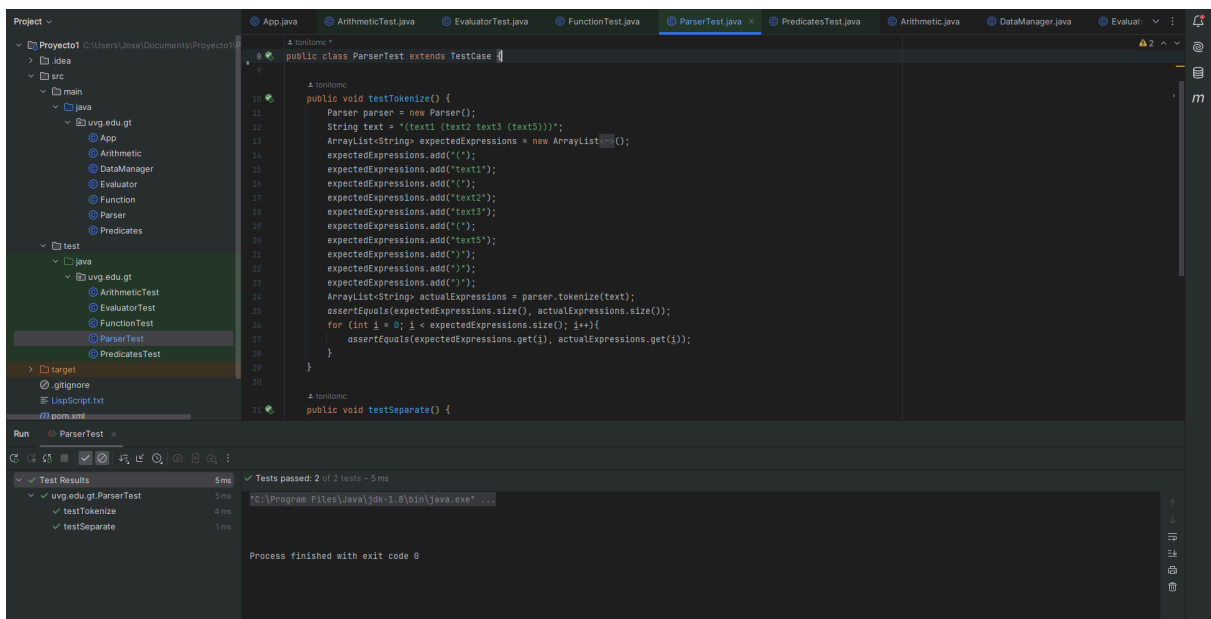 Project
App.java
ArithmeticTest.java
EvaluatorTest.java
FunctionTest.java
ParserTest.java ×
PredicatesTest.java
Arithmetic.java
DataManager.java
Proyecto1 C:\Users\Jose\Documents\Proyecto1\P
.idea
src
main
java
uvg.edu.gt
App
Arithmetic
DataManager
Evaluator
Function
Parser
Predicates
test
java
uvg.edu.gt
ArithmeticTest
EvaluatorTest
FunctionTest
ParserTest
PredicatesTest
target
.gitignore
LispScript.txt
pom.xml
tonitomc *
2
8 public class ParserTest extends TestCase {
9
tonitomc
10 public void testTokenize() {
11 Parser parser = new Parser();
12 String text = "(text1 (text2 text3 (text5)))";
13 ArrayList<String> expectedExpressions = new ArrayList<~>();
14 expectedExpressions.add("(");
15 expectedExpressions.add("text1");
16 expectedExpressions.add("(");
17 expectedExpressions.add("text2");
18 expectedExpressions.add("text3");
19 expectedExpressions.add("(");
20 expectedExpressions.add("text5");
21 expectedExpressions.add(")");
22 expectedExpressions.add(")");
23 expectedExpressions.add(")");
24 ArrayList<String> actualExpressions = parser.tokenize(text);
25 assertEquals(expectedExpressions.size(), actualExpressions.size());
26 for (int i = 0; i < expectedExpressions.size(); i++){
27 assertEquals(expectedExpressions.get(i), actualExpressions.get(i));
28 }
29 }
30
tonitomc
31 public void testSeparate() {
Run ParserTest ×
Test Results 5 ms
uvg.edu.gt.ParserTest 5 ms
testTokenize 4 ms
testSeparate 1 ms
Tests passed: 2 of 2 tests – 5 ms
"C:\Program Files\Java\jdk-1.8\bin\java.exe" ...
Process finished with exit code 0